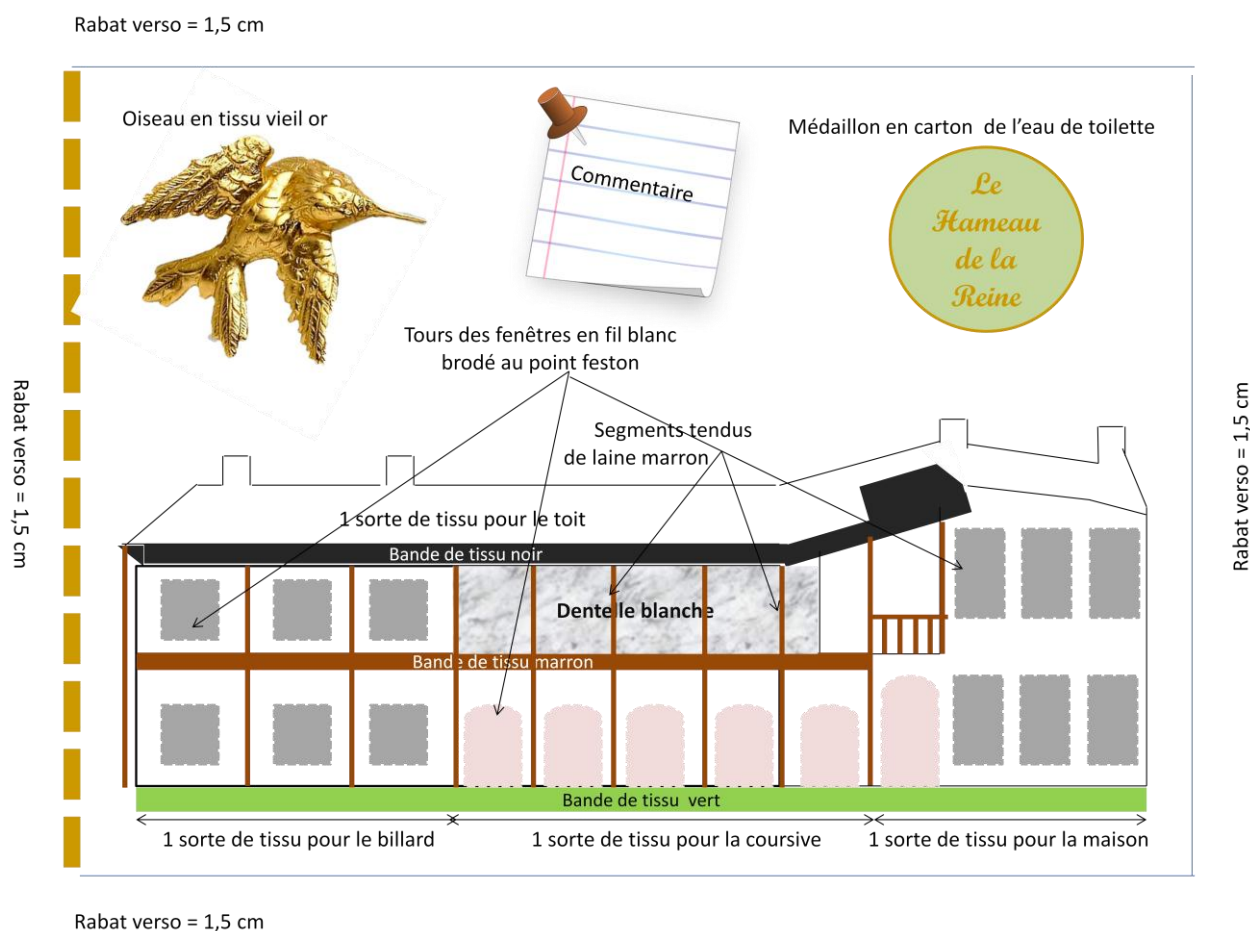 Rabat verso = 1,5 cm
Oiseau en tissu vieil or
Commentaire
Médaillon en carton  de l’eau de toilette
Le
Hameau
de la
Reine
Tours des fenêtres en fil blanc
brodé au point feston
Rabat verso = 1,5 cm
Rabat verso = 1,5 cm
Segments tendus
de laine marron
1 sorte de tissu pour le toit
Bande de tissu noir
Dentelle blanche
Bande de tissu marron
Bande de tissu  vert
1 sorte de tissu pour le billard
1 sorte de tissu pour la coursive
1 sorte de tissu pour la maison
Rabat verso = 1,5 cm